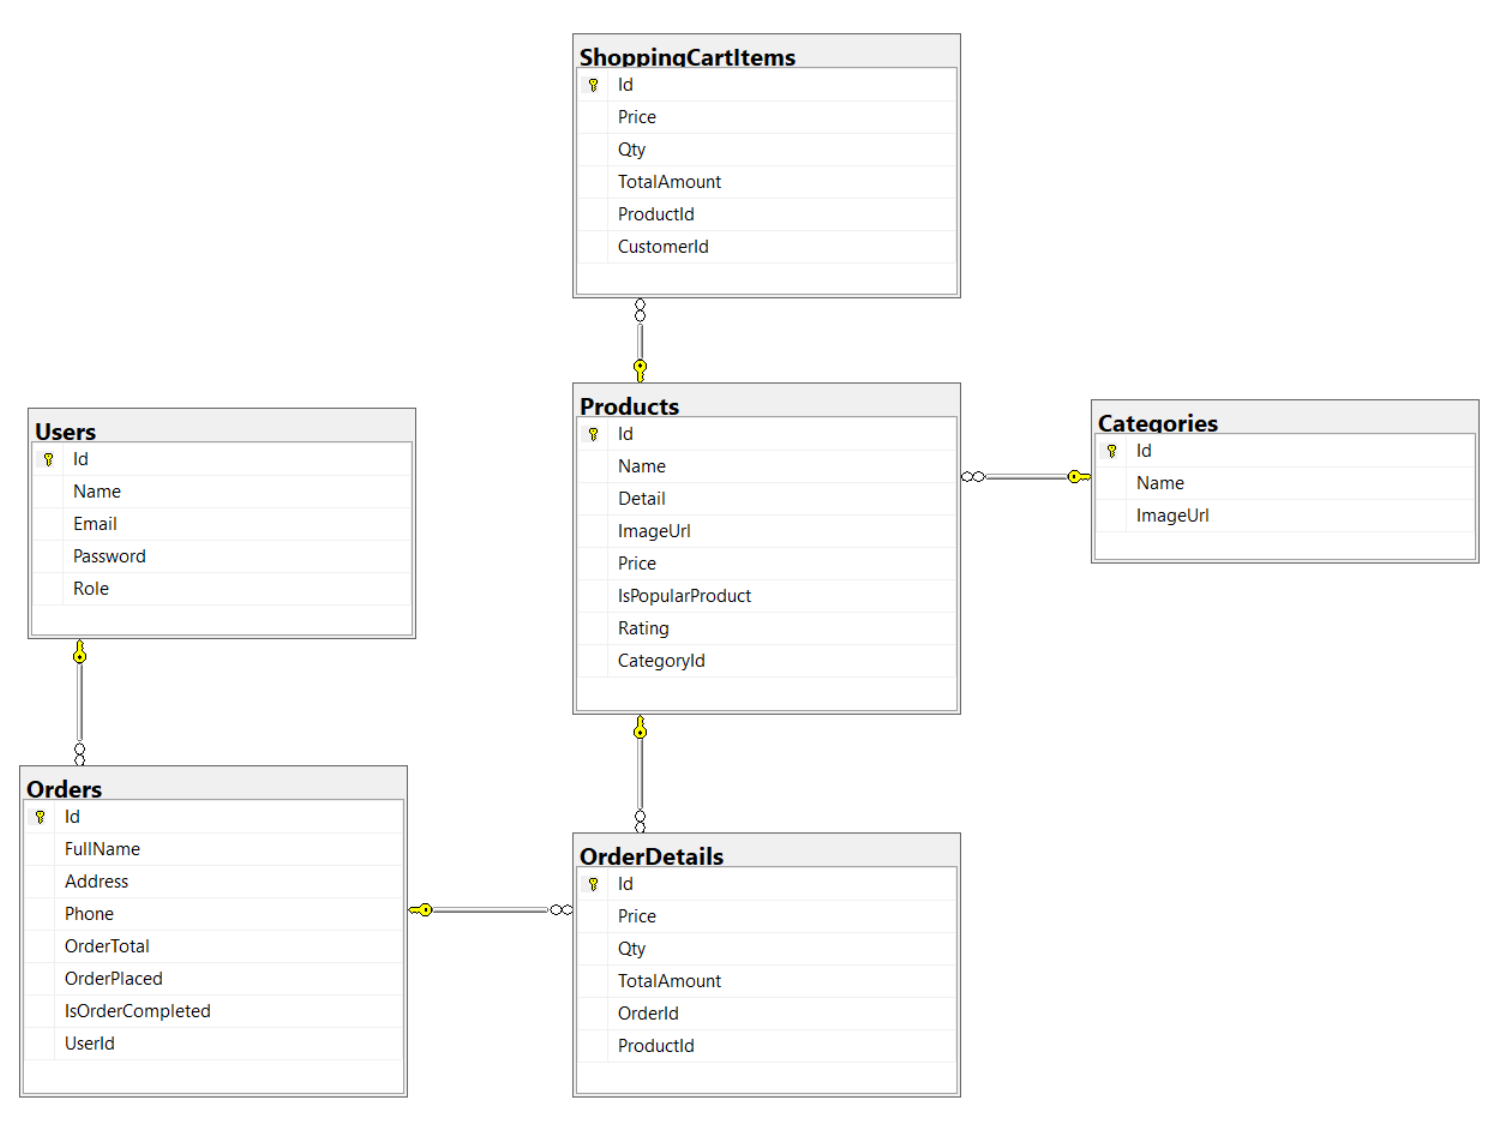 ShoppingCartItems
Id
Price
Qty
TotalAmount
ProductId
CustomerId
Users
Id
Name
Email
Password
Role
Products
Id
Name
Detail
ImageUrl
Price
IsPopularProduct
Rating
CategoryId
Categories
Id
Name
ImageUrl
Orders
Id
FullName
Address
Phone
OrderTotal
OrderPlaced
IsOrderCompleted
UserId
OrderDetails
Id
Price
Qty
TotalAmount
OrderId
ProductId